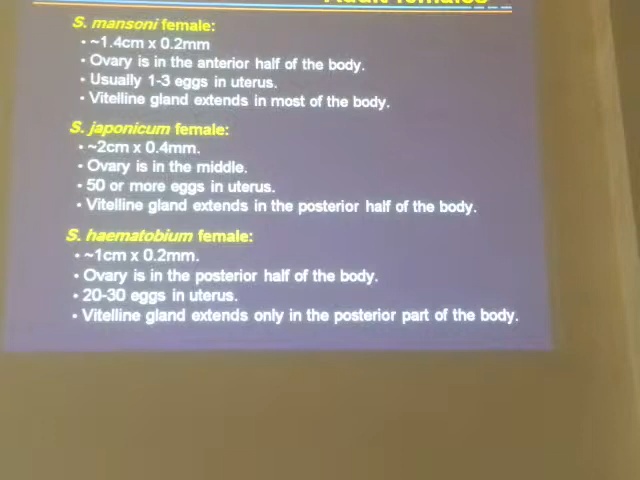 Adult females
S. mansoni female:
• ~1.4cm x 0.2mm
• Ovary is in the anterior half of the body.
• Usually 1-3 eggs in uterus.
• Vitelline gland extends in most of the body.
S. japonicum female:
• ~2cm x 0.4mm.
• Ovary is in the middle.
• 50 or more eggs in uterus.
• Vitelline gland extends in the posterior half of the body.
S. haematobium female:
• ~1cm x 0.2mm.
• Ovary is in the posterior half of the body.
• 20-30 eggs in uterus.
• Vitelline gland extends only in the posterior part of the body.